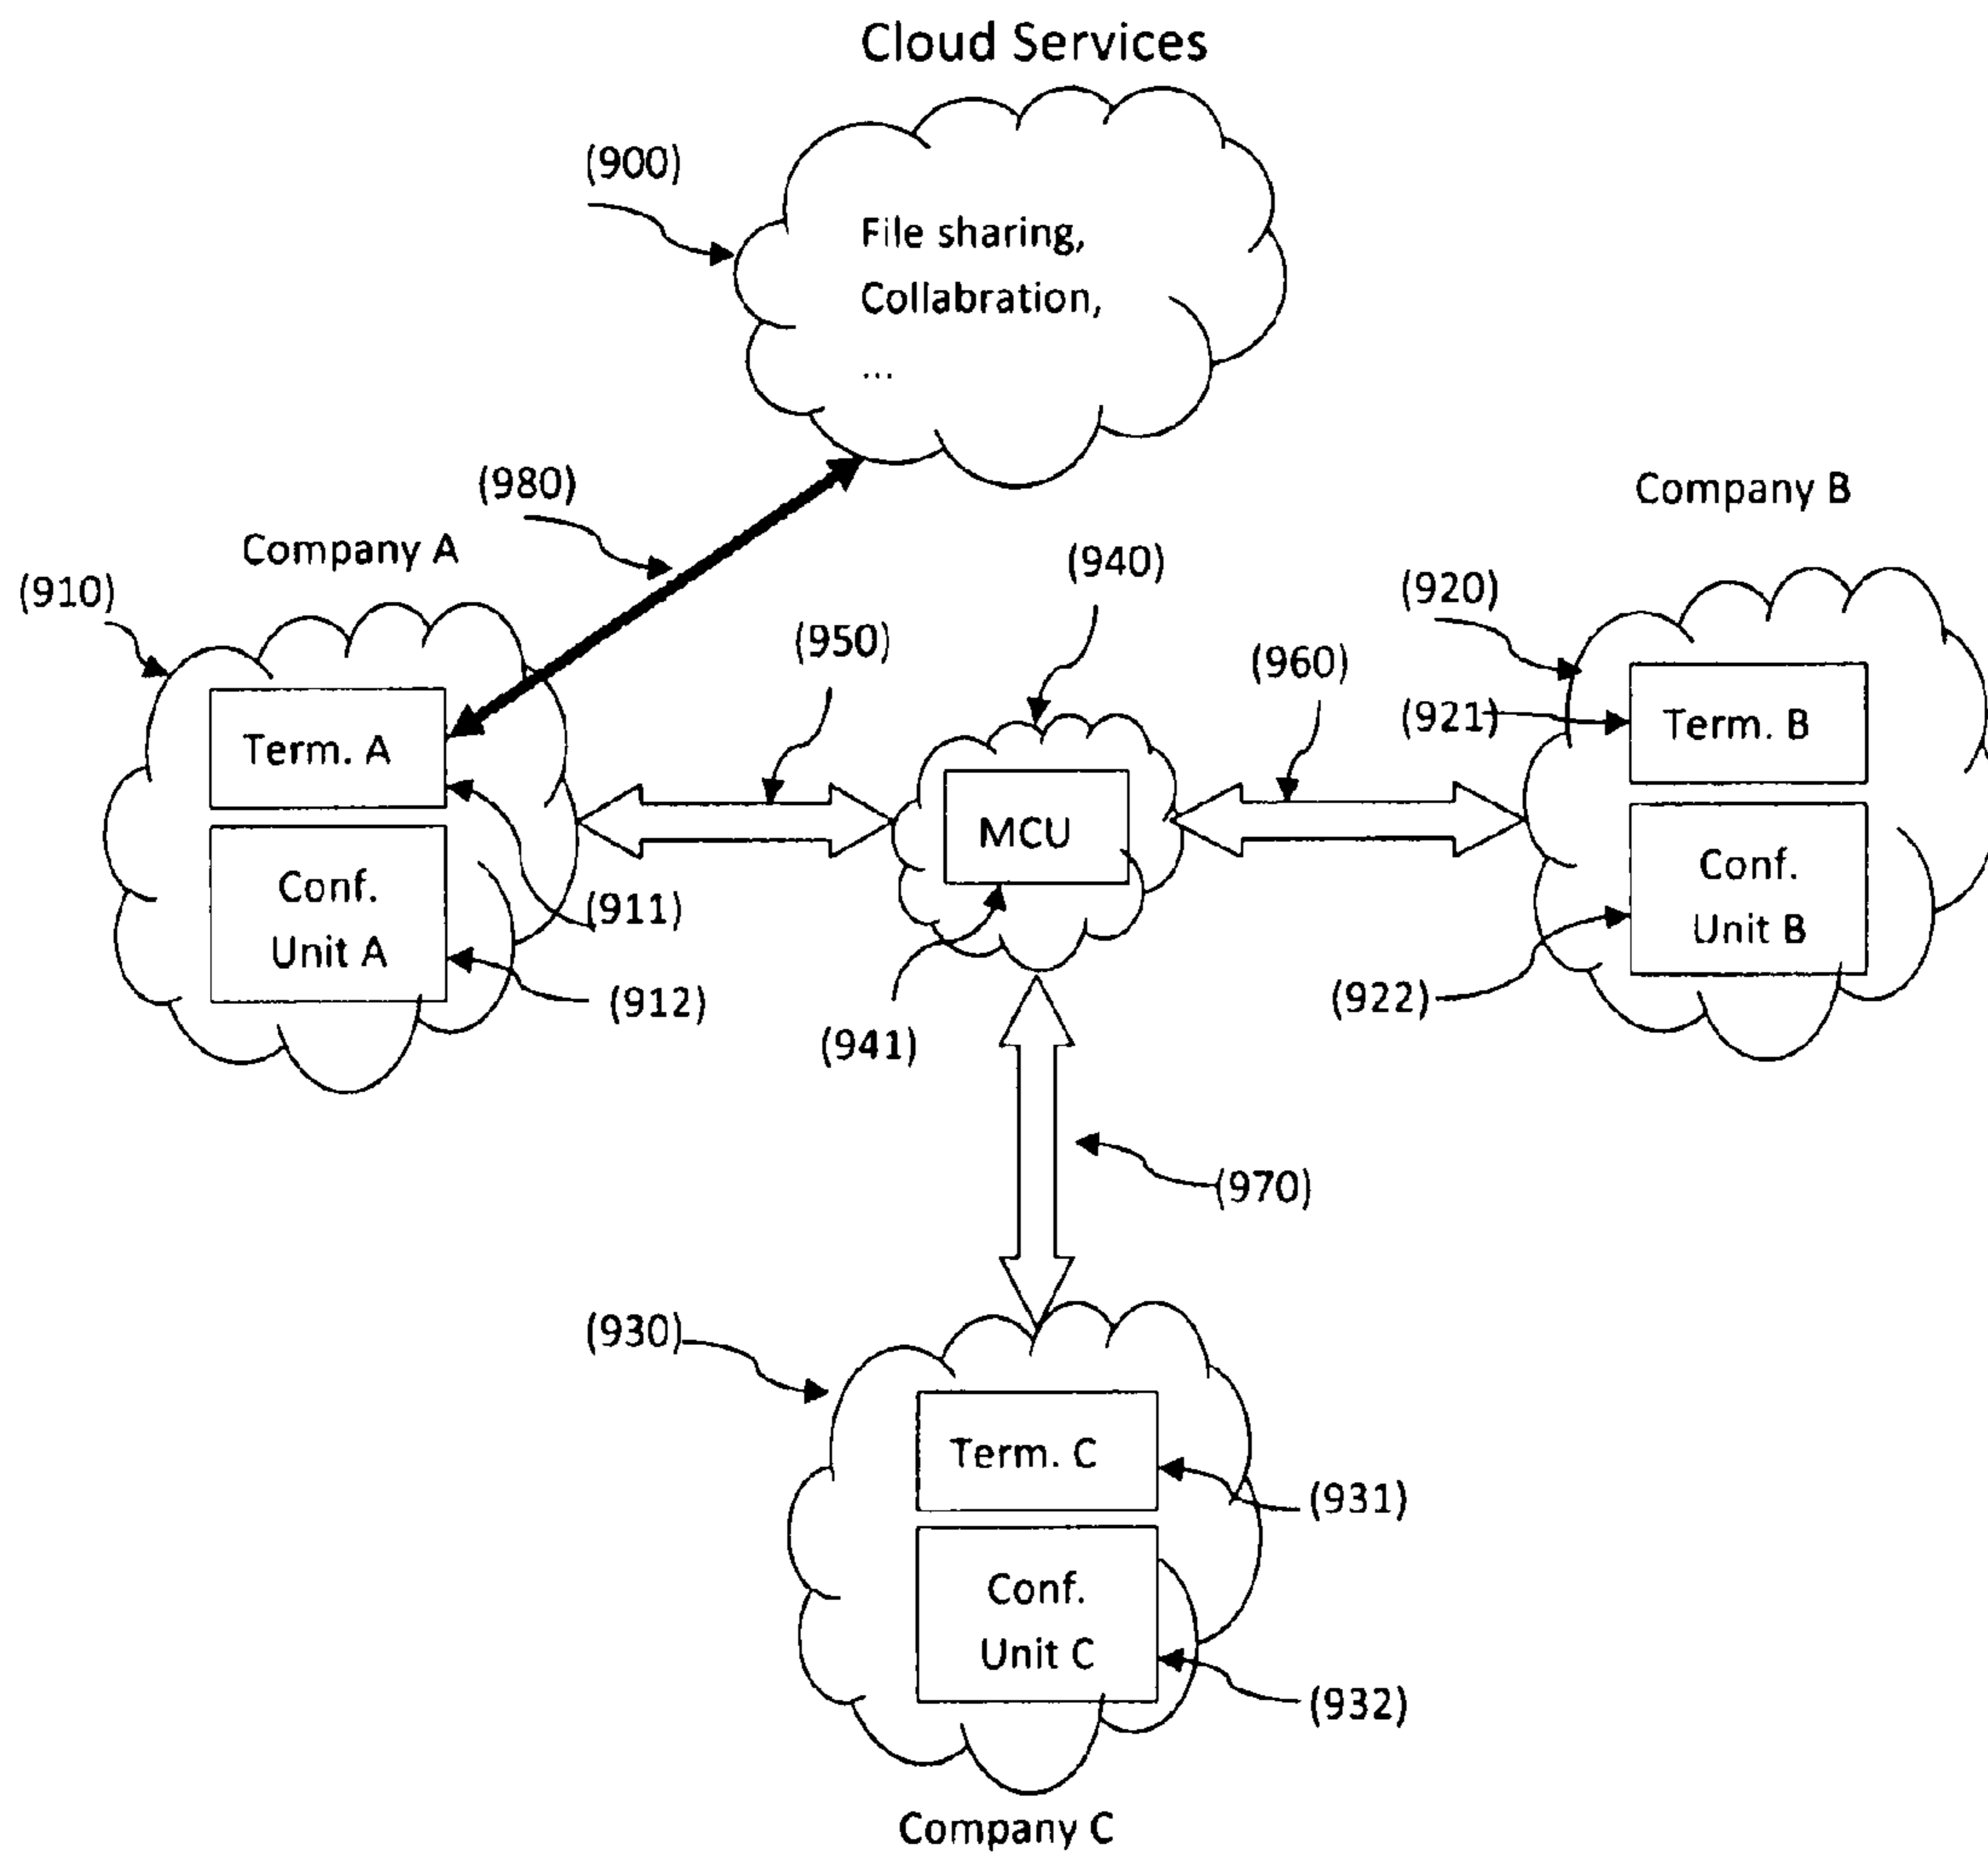 Cloud Services
(900)
File sharing,
Collabration,
...
(980)
Company B
Company A
(940)
(910)
(920)
(950)
(960)
(921)
Term. B
Term. A
MCU
Conf.
Unit B
Conf.
Unit A
(911)
(912)
(922)
(941)
(970)
(930)
Term. C
(931)
Conf.
Unit C
(932)
Company C